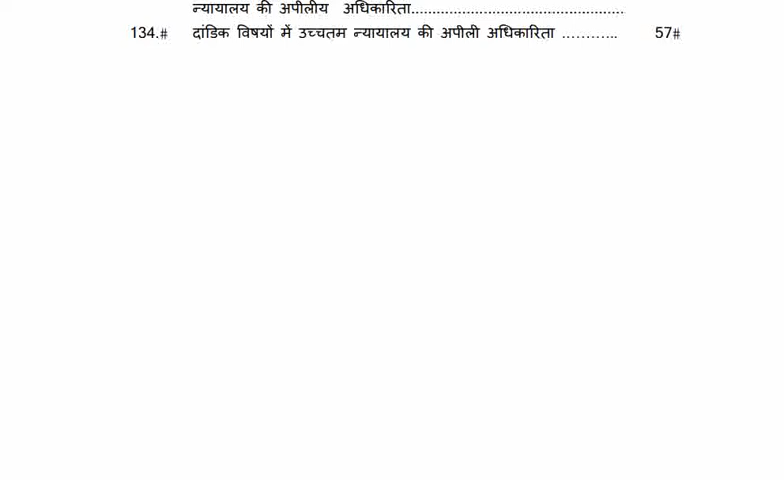 न्यायालय की अपीलीय अधिकारिता..................................................
134.# दांडिक विषयों में उच्चतम न्यायालय की अपीली अधिकारिता ........... 57#